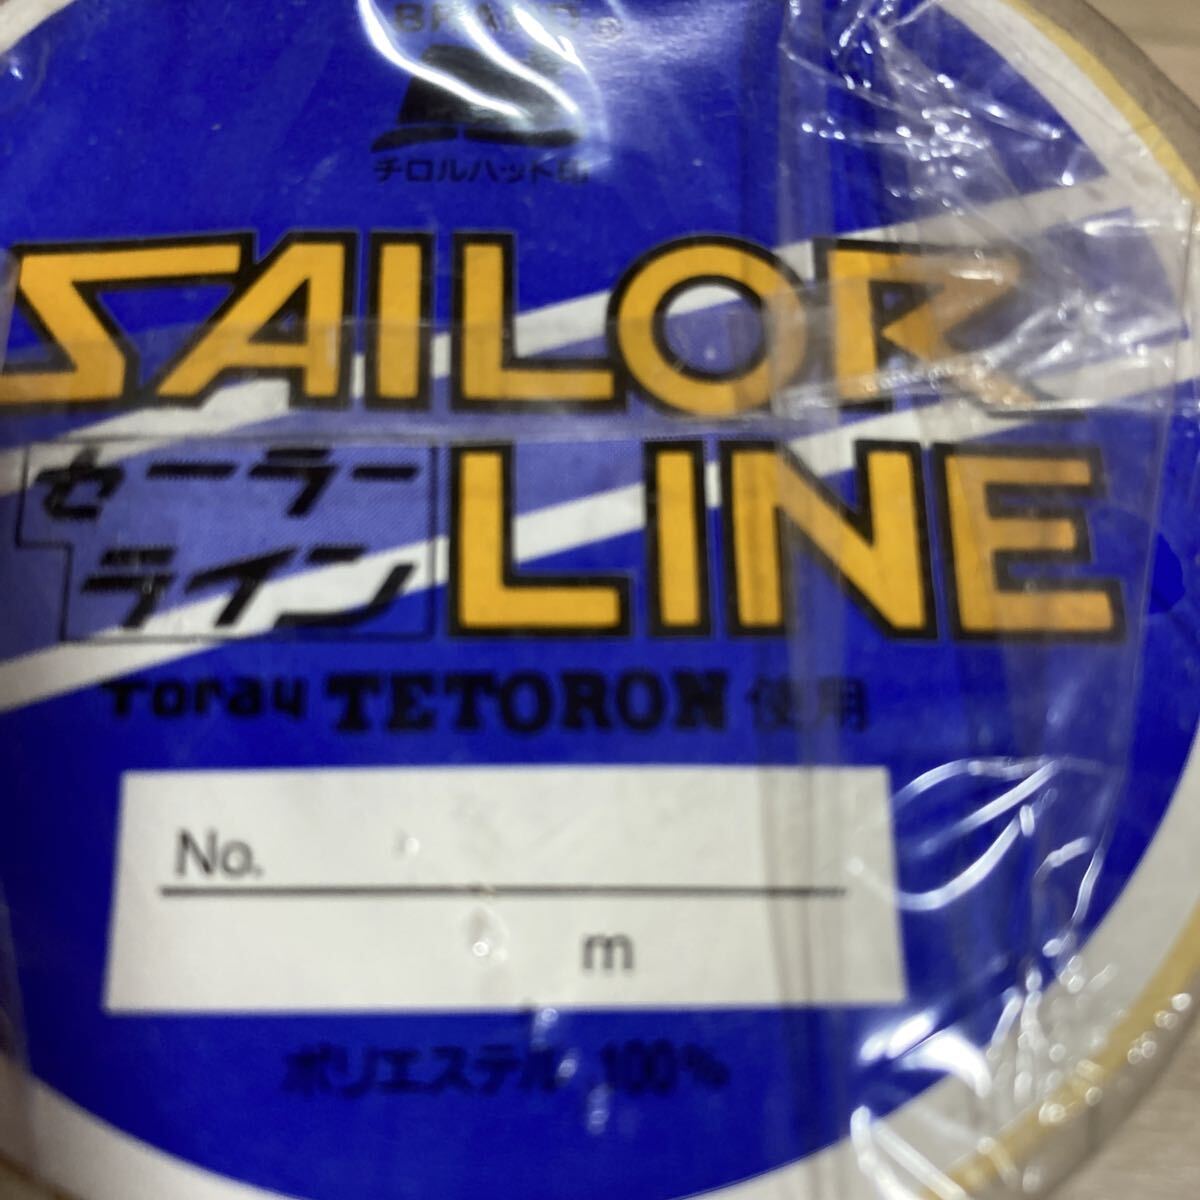 BRAND ®
チロルハット印
SAILOR
LINE
セーラー
ライン
Toray TETORON 使用
No.
m
ポリエステル 100%